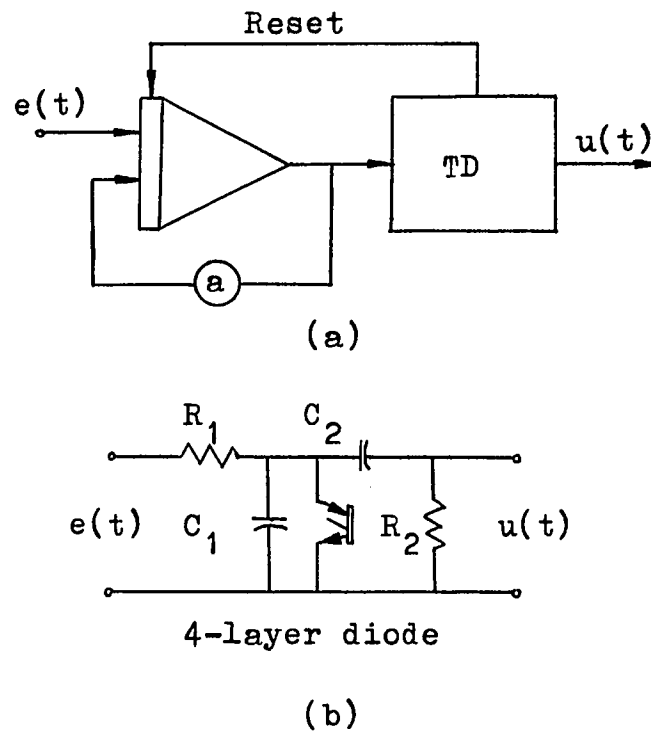 Reset
e(t)
TD
u(t)
a
(a)
R1
C2
e(t)
C1
R2
u(t)
4-layer diode
(b)